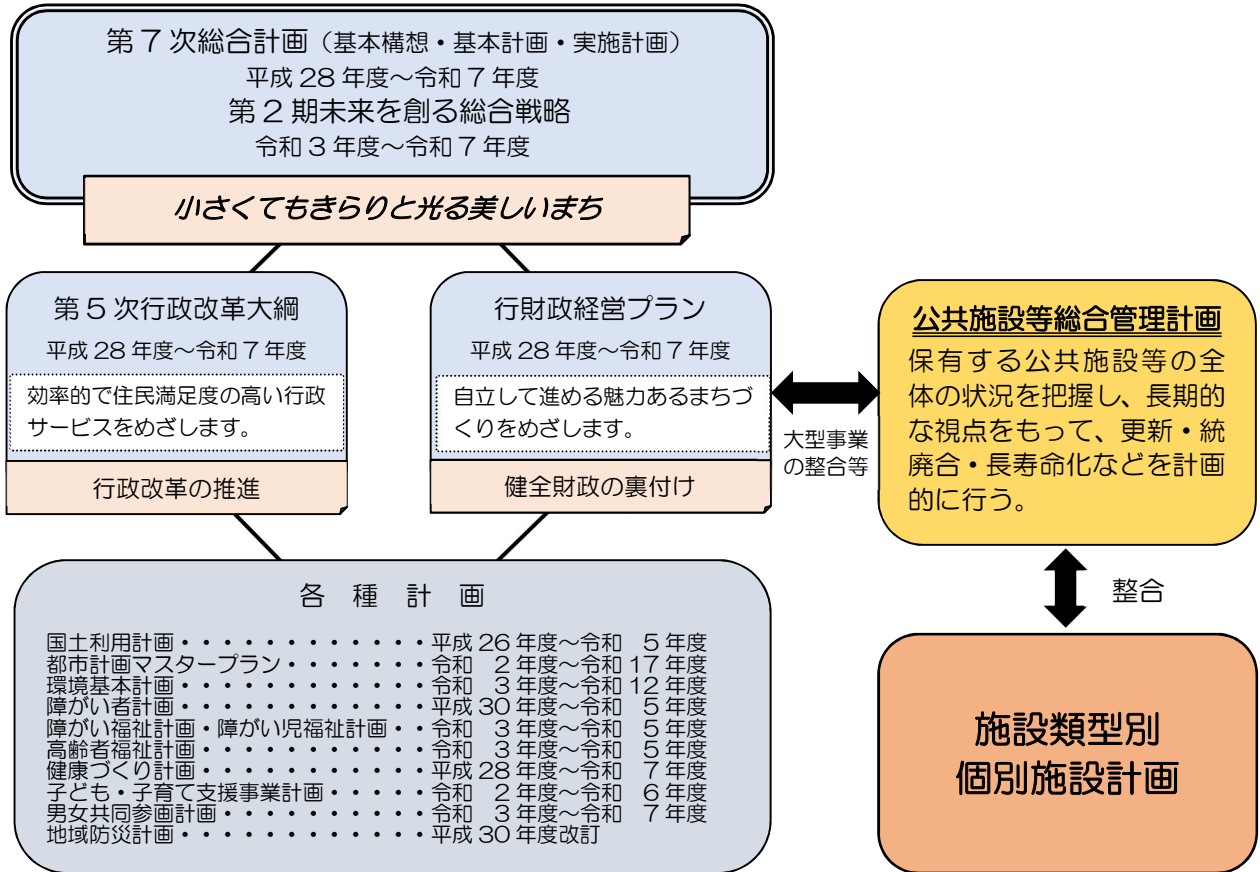 第7次総合計画（基本構想・基本計画・実施計画）
平成28年度～令和7年度
第2期未来を創る総合戦略
令和3年度～令和7年度
小さくてもきらりと光る美しいまち
第5次行政改革大綱
平成28年度～令和7年度
効率的で住民満足度の高い行政
サービスをめざします。
行政改革の推進
行財政経営プラン
平成28年度～令和7年度
自立して進める魅力あるまちづ
くりをめざします。
健全財政の裏付け
大型事業
の整合等
公共施設等総合管理計画
保有する公共施設等の全
体の状況を把握し、長期的
な視点をもって、更新・統
廃合・長寿命化などを計画
的に行う。
整合
施設類型別
個別施設計画
各種計画
国土利用計画・・・・・・・・・・・・平成26年度～令和 5年度
都市計画マスタープラン・・・・・・・令和 2年度～令和17年度
環境基本計画・・・・・・・・・・・・令和 3年度～令和12年度
障がい者計画・・・・・・・・・・・・平成30年度～令和 5年度
障がい福祉計画・障がい児福祉計画・・令和 3年度～令和 5年度
高齢者福祉計画・・・・・・・・・・・令和 3年度～令和 5年度
健康づくり計画・・・・・・・・・・・平成28年度～令和 7年度
子ども・子育て支援事業計画・・・・・令和 2年度～令和 6年度
男女共同参画計画・・・・・・・・・・令和 3年度～令和 7年度
地域防災計画・・・・・・・・・・・・平成30年度改訂